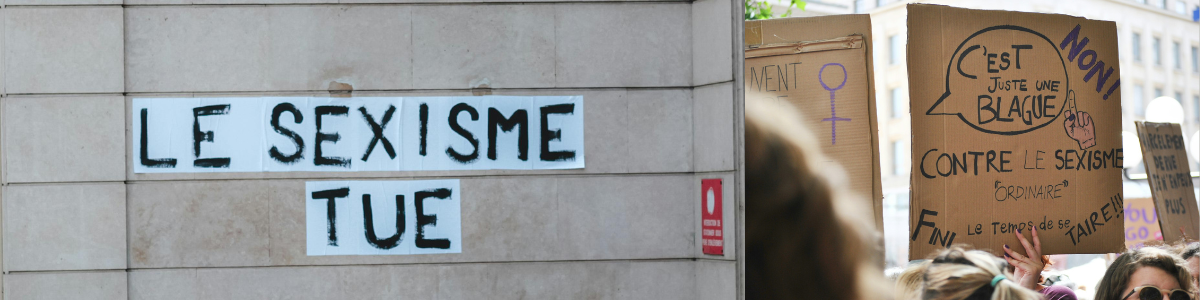 LE SEXISME
TUE
VENT
C'EST
JUSTE UNE
BLAGUE
NON!
CONTRE LE SEXISME
"ORDINAIRE"
FINI Le Temps de se TAIRE!!!
PLUS